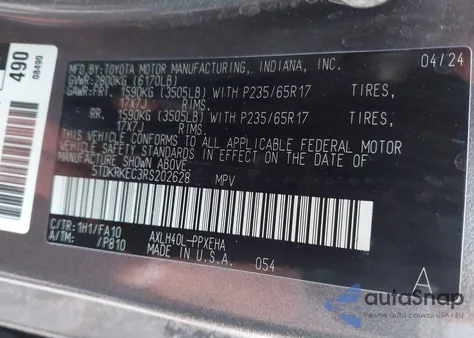 490
08490
MFD. BY: TOYOTA MOTOR MANUFACTURING, INDIANA, INC. 04/24
GVWR: 2800KG (6170LB)
GAWR: FR. 1590KG (3505LB) WITH P235/65R17 TIRES,
17X7J RIMS,
RR. 1590KG (3505LB) WITH P235/65R17 TIRES,
17X7J RIMS.
THIS VEHICLE CONFORMS TO ALL APPLICABLE FEDERAL MOTOR
VEHICLE SAFETY STANDARDS IN EFFECT ON THE DATE OF
MANUFACTURE SHOWN ABOVE
5TDKRKEC3RS202628 MPV
C/TR: 1H1/FA10 AXLH40L-PPXEHA
A/TM: /P810 MADE IN U.S.A. 054
A
autoSnap